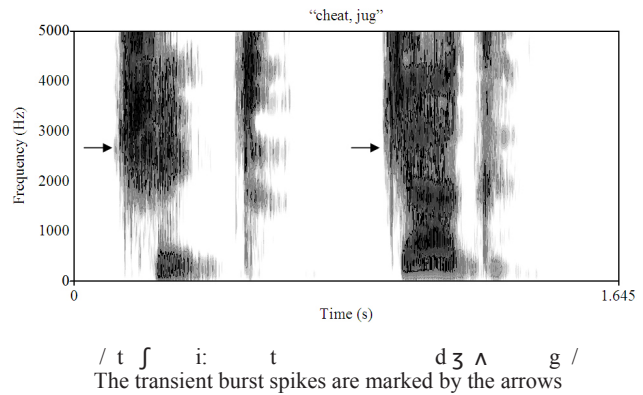 “cheat, jug”
5000
4000
3000
2000
1000
0
Frequency (Hz)
0
1.645
Time (s)
/ t ʃ i: t d ʒ ʌ g /
The transient burst spikes are marked by the arrows